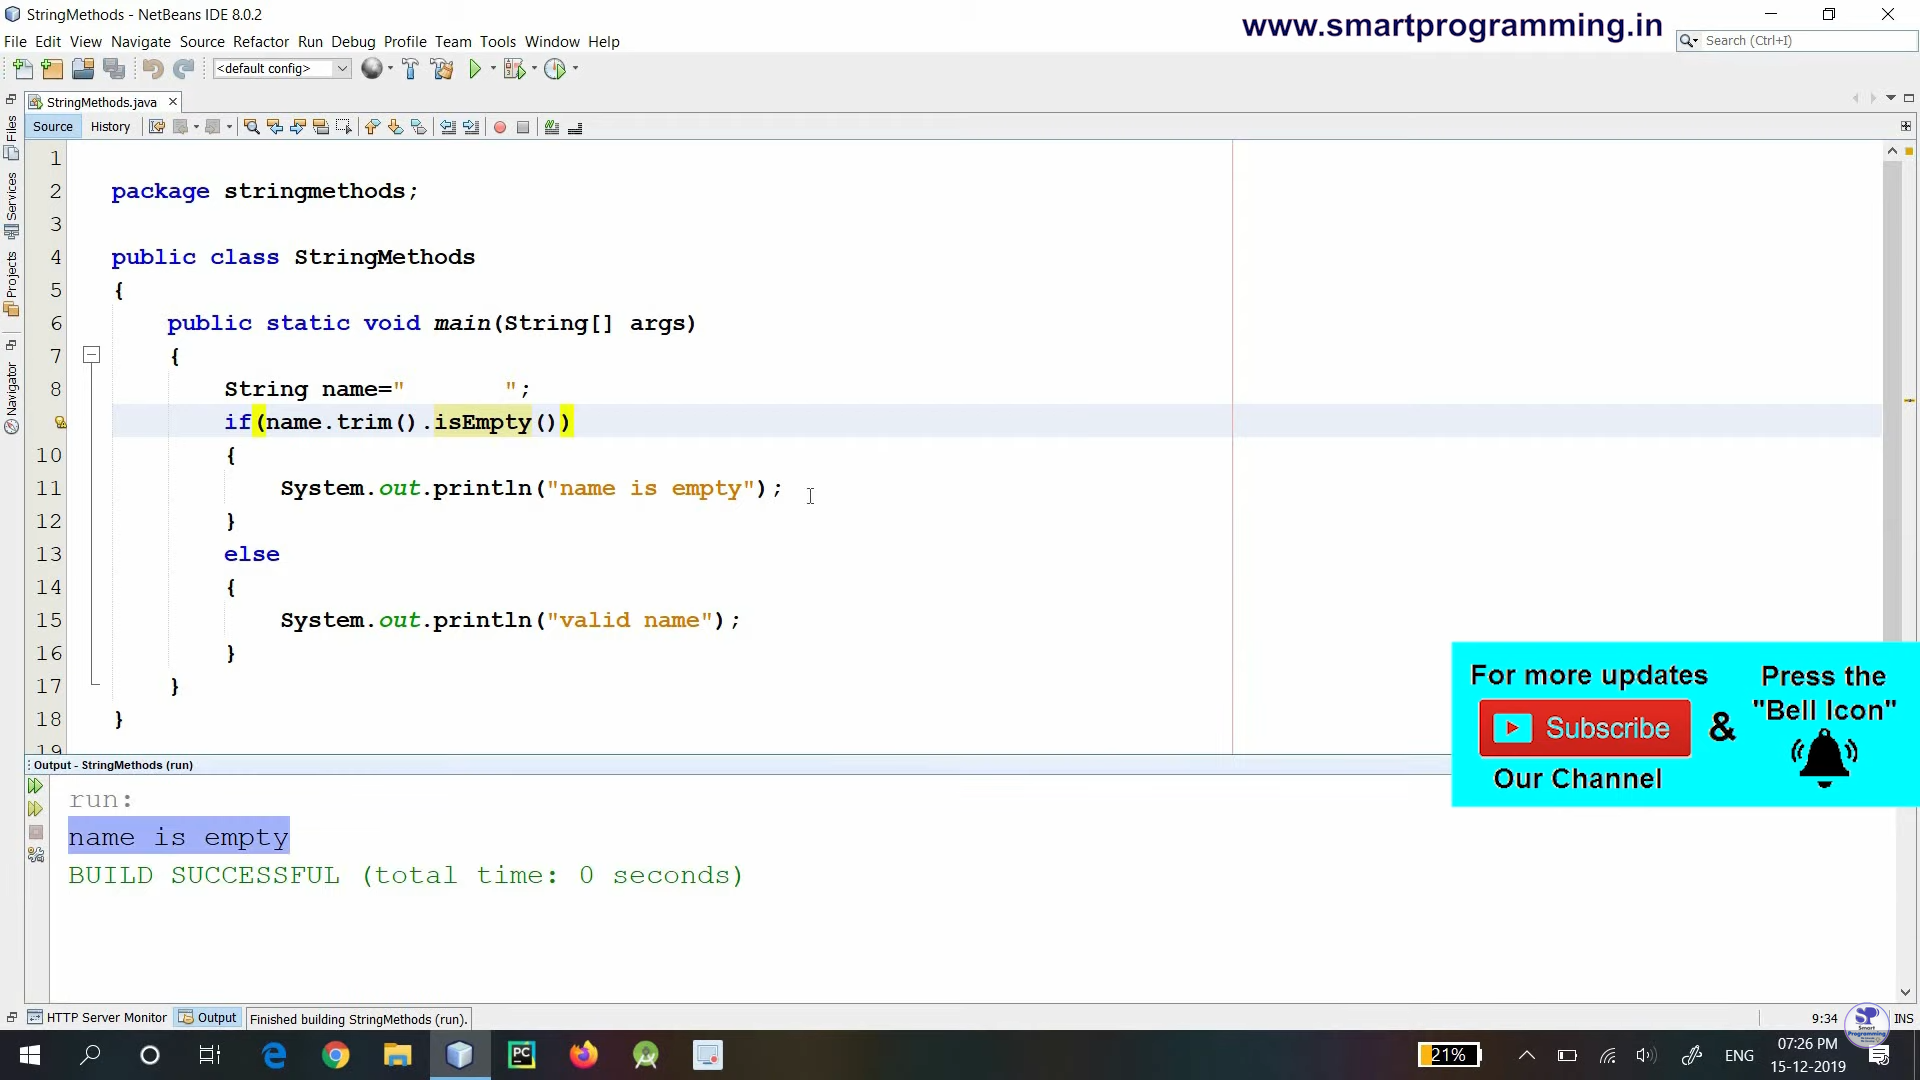 StringMethods - NetBeans IDE 8.0.2
www.smartprogramming.in
File Edit View Navigate Source Refactor Run Debug Profile Team Tools Window Help
Search (Ctrl+I)
<default config>
StringMethods.java
Source History
Files
Services
Projects
Navigator
1
2 package stringmethods;
3
4 public class StringMethods
5 {
6 public static void main(String[] args)
7 {
8 String name="       ";
if(name.trim().isEmpty())
10 {
11 System.out.println("name is empty");
12 }
13 else
14 {
15 System.out.println("valid name");
16 }
17 }
18 }
19
For more updates
Subscribe
Our Channel
&
Press the
"Bell Icon"
Output - StringMethods (run)
run:
name is empty
BUILD SUCCESSFUL (total time: 0 seconds)
HTTP Server Monitor Output Finished building StringMethods (run). 9:34 INS
SP
Smart
Programming
PC
21% ENG
07:26 PM
15-12-2019